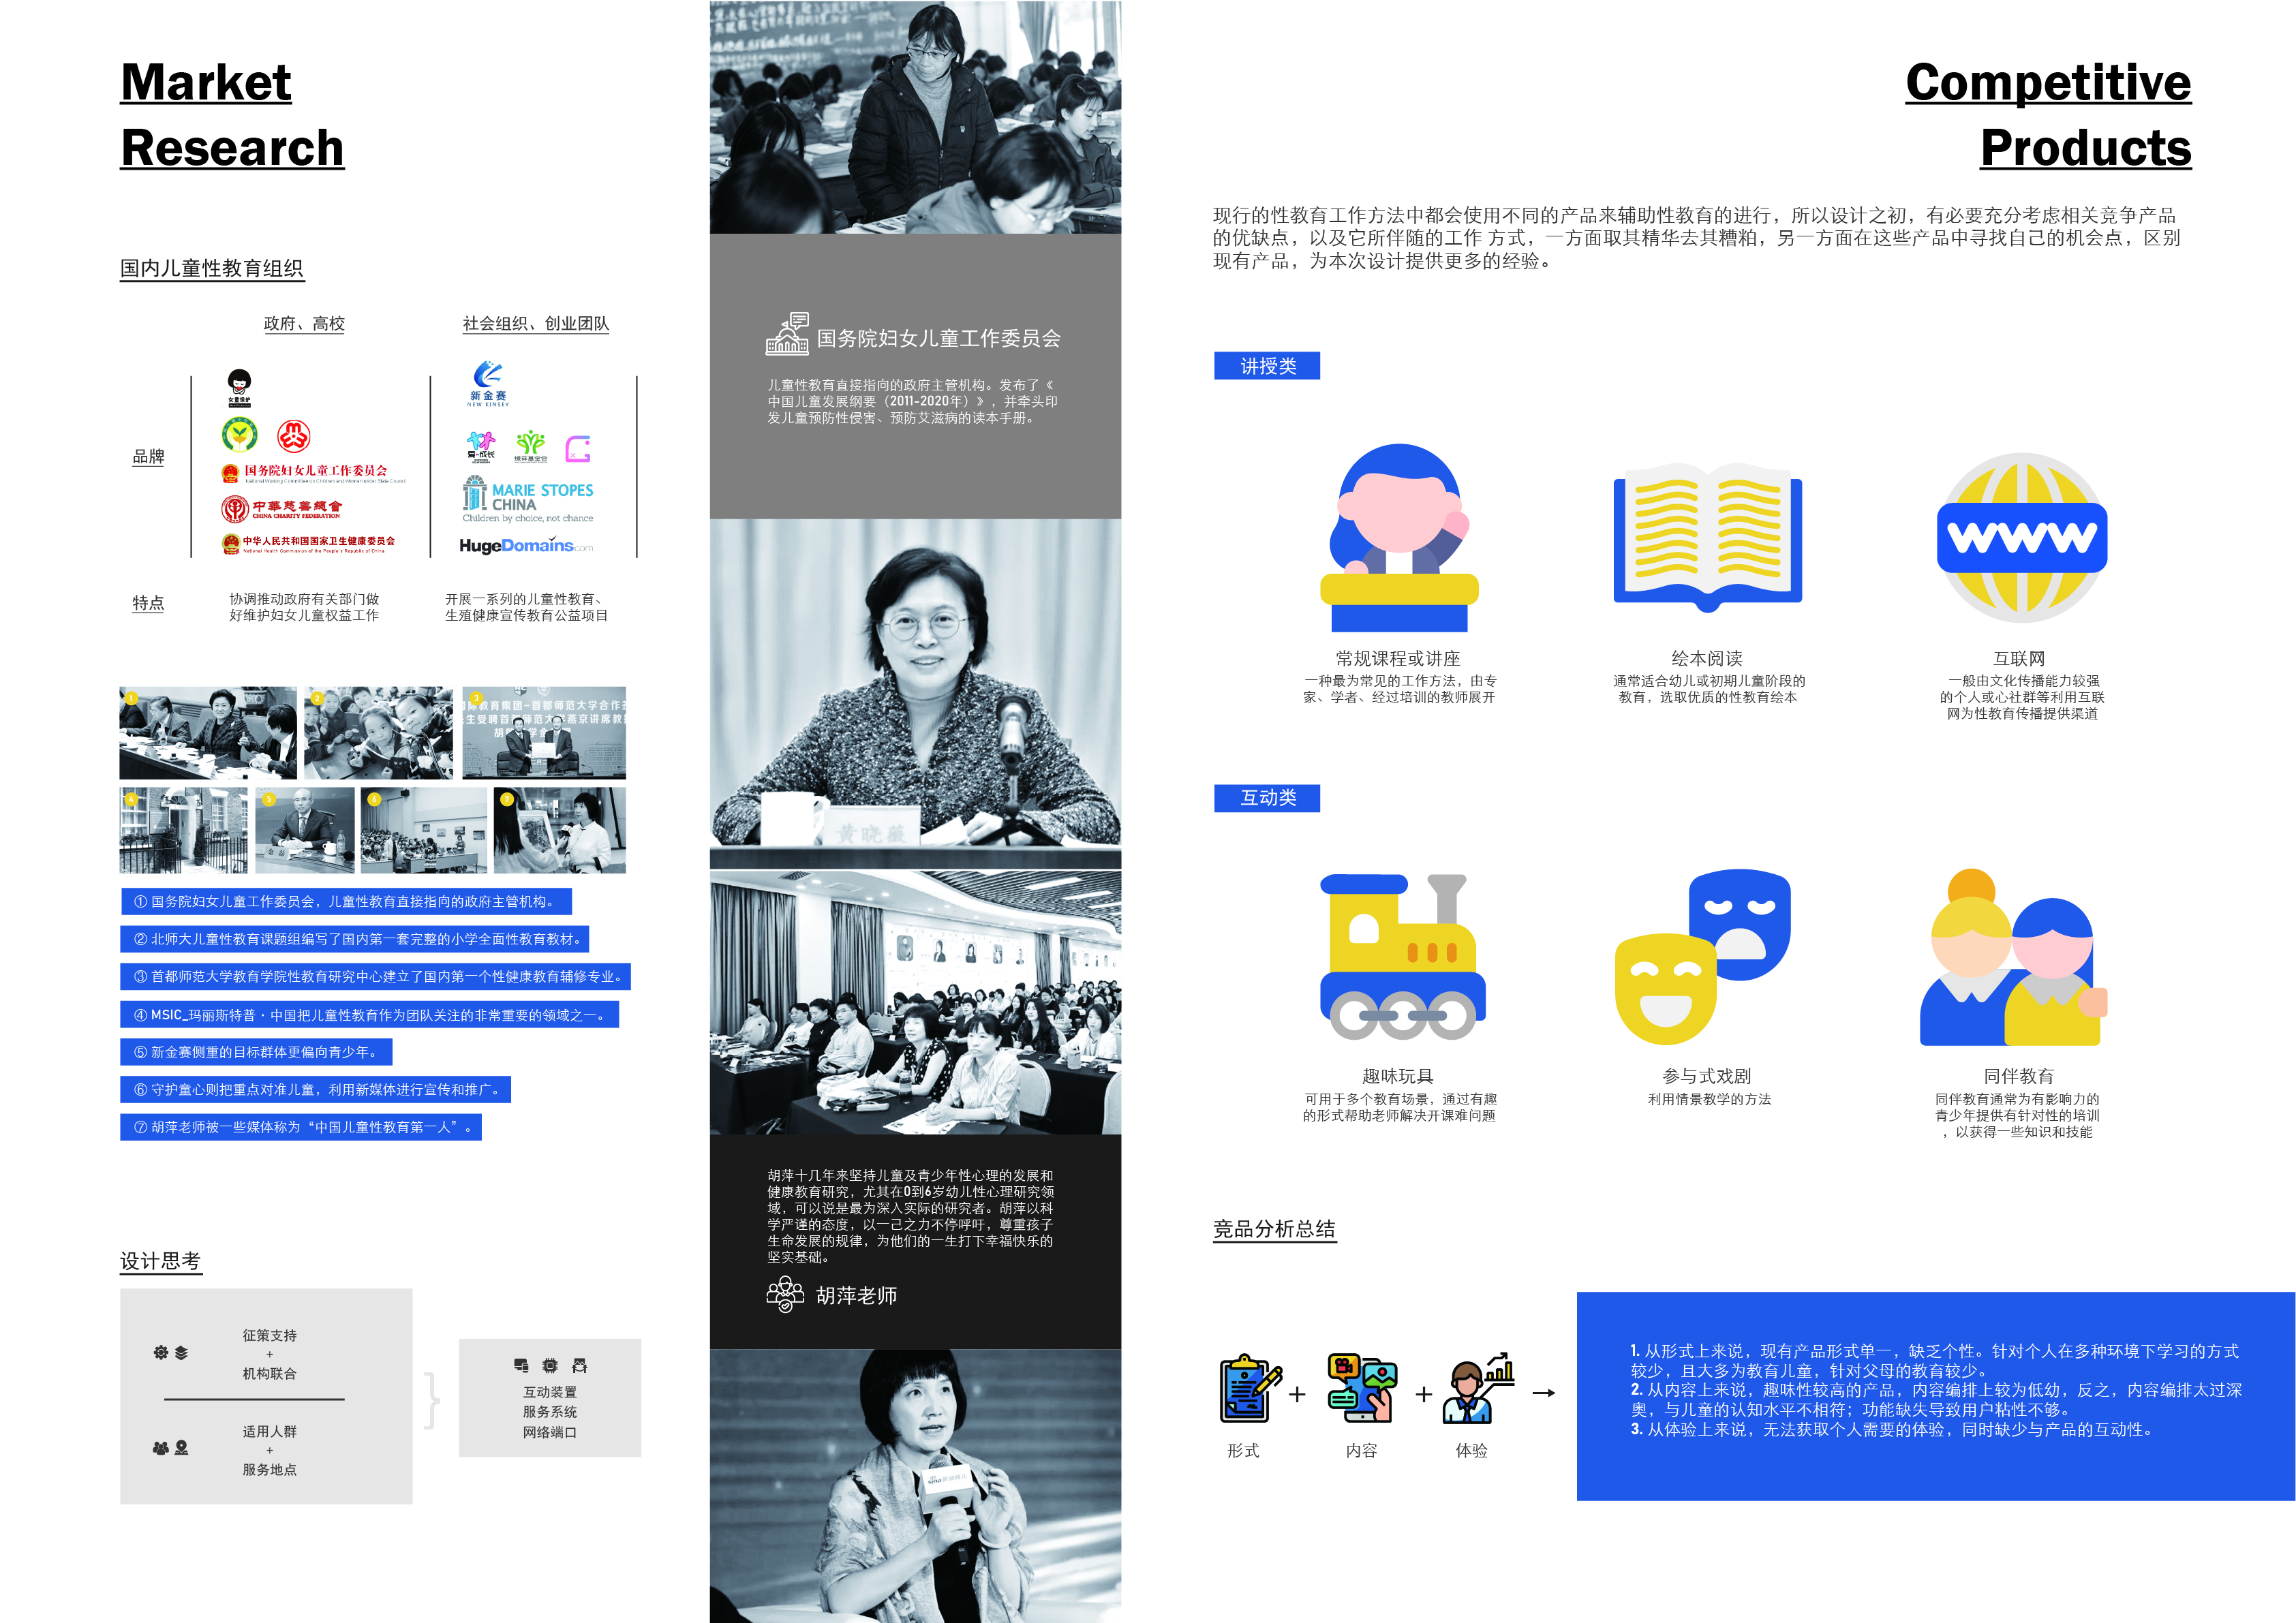 Market
Research
国内儿童性教育组织
政府、高校
社会组织、创业团队
品牌
女童保护
国务院妇女儿童工作委员会
National Working Committee on Children and Women under State Council
中華慈善總會
CHINA CHARITY FEDERATION
中华人民共和国国家卫生健康委员会
National Health Commission of the People's Republic of China
新金赛
NEW KINSEY
爱·成长
MARIE STOPES
CHINA
Children by choice, not chance
HugeDomains.com
特点
协调推动政府有关部门做
好维护妇女儿童权益工作
开展一系列的儿童性教育、
生殖健康宣传教育公益项目
1
2
3
国际教育集团-首都师范大学合作
4
5
6
7
① 国务院妇女儿童工作委员会，儿童性教育直接指向的政府主管机构。
② 北师大儿童性教育课题组编写了国内第一套完整的小学全面性教育教材。
③ 首都师范大学教育学院性教育研究中心建立了国内第一个性健康教育辅修专业。
④ MSIC_玛丽斯特普·中国把儿童性教育作为团队关注的非常重要的领域之一。
⑤ 新金赛侧重的目标群体更偏向青少年。
⑥ 守护童心则把重点对准儿童，利用新媒体进行宣传和推广。
⑦ 胡萍老师被一些媒体称为“中国儿童性教育第一人”。
设计思考
征策支持
+
机构联合
适用人群
+
服务地点
}
互动装置
服务系统
网络端口
国务院妇女儿童工作委员会
儿童性教育直接指向的政府主管机构。发布了《
中国儿童发展纲要（2011-2020年）》，并牵头印
发儿童预防性侵害、预防艾滋病的读本手册。
黄晓薇
胡萍十几年来坚持儿童及青少年性心理的发展和
健康教育研究，尤其在0到6岁幼儿性心理研究领
域，可以说是最为深入实际的研究者。胡萍以科
学严谨的态度，以一己之力不停呼吁，尊重孩子
生命发展的规律，为他们的一生打下幸福快乐的
坚实基础。
胡萍老师
sina 新浪育儿
Competitive
Products
现行的性教育工作方法中都会使用不同的产品来辅助性教育的进行，所以设计之初，有必要充分考虑相关竞争产品
的优缺点，以及它所伴随的工作 方式，一方面取其精华去其糟粕，另一方面在这些产品中寻找自己的机会点，区别
现有产品，为本次设计提供更多的经验。
讲授类
www
常规课程或讲座
一种最为常见的工作方法，由专
家、学者、经过培训的教师展开
绘本阅读
通常适合幼儿或初期儿童阶段的
教育，选取优质的性教育绘本
互联网
一般由文化传播能力较强
的个人或心社群等利用互联
网为性教育传播提供渠道
互动类
趣味玩具
可用于多个教育场景，通过有趣
的形式帮助老师解决开课难问题
参与式戏剧
利用情景教学的方法
同伴教育
同伴教育通常为有影响力的
青少年提供有针对性的培训
，以获得一些知识和技能
竞品分析总结
形式
+
内容
+
体验
→
1. 从形式上来说，现有产品形式单一，缺乏个性。针对个人在多种环境下学习的方式
较少，且大多为教育儿童，针对父母的教育较少。
2. 从内容上来说，趣味性较高的产品，内容编排上较为低幼，反之，内容编排太过深
奥，与儿童的认知水平不相符；功能缺失导致用户粘性不够。
3. 从体验上来说，无法获取个人需要的体验，同时缺少与产品的互动性。